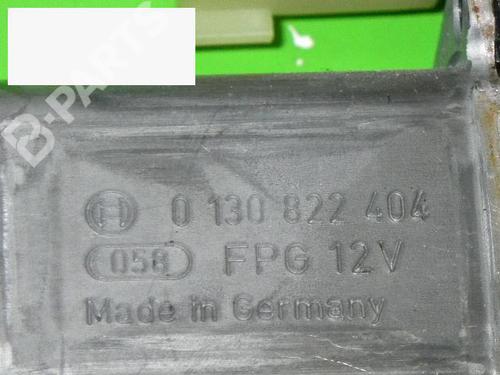 0 130 822 404
058 FPG 12V
Made in Germany
B-PARTS